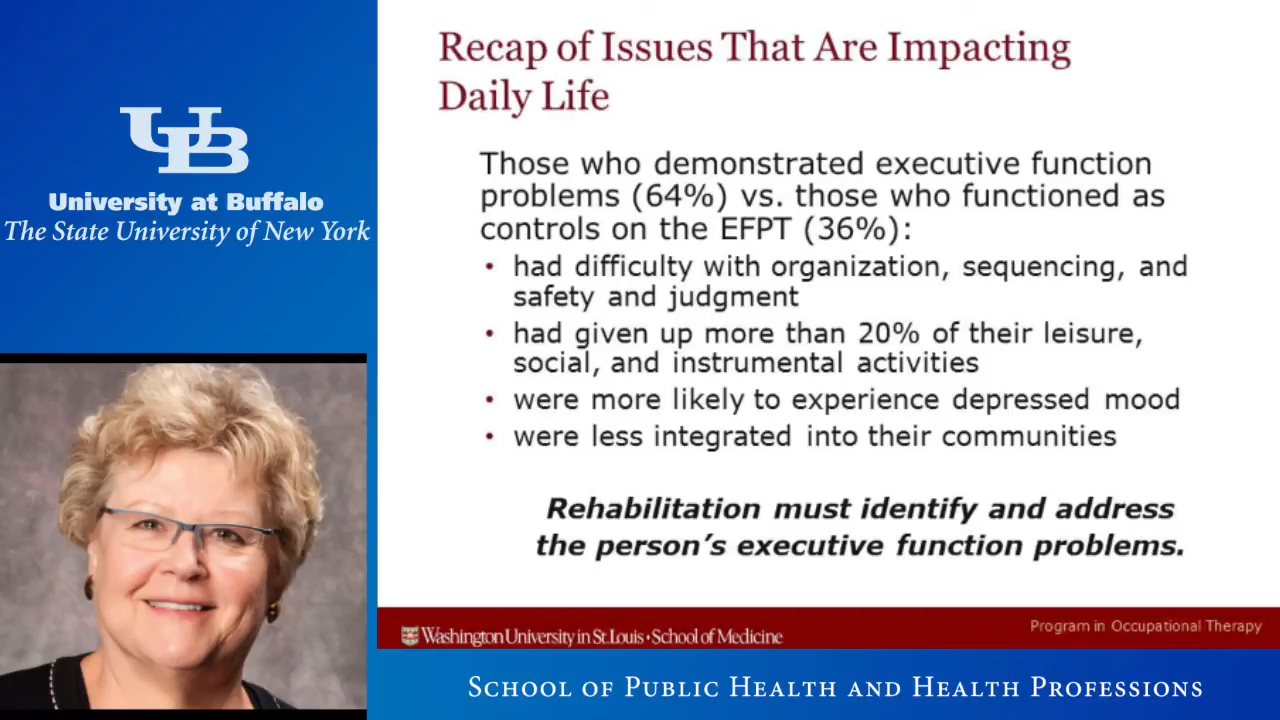 UB
University at Buffalo
The State University of New York
Recap of Issues That Are Impacting
Daily Life
Those who demonstrated executive function
problems (64%) vs. those who functioned as
controls on the EFPT (36%):
• had difficulty with organization, sequencing, and
safety and judgment
• had given up more than 20% of their leisure,
social, and instrumental activities
• were more likely to experience depressed mood
• were less integrated into their communities
Rehabilitation must identify and address
the person's executive function problems.
Washington University in St. Louis • School of Medicine
Program in Occupational Therapy
School of Public Health and Health Professions